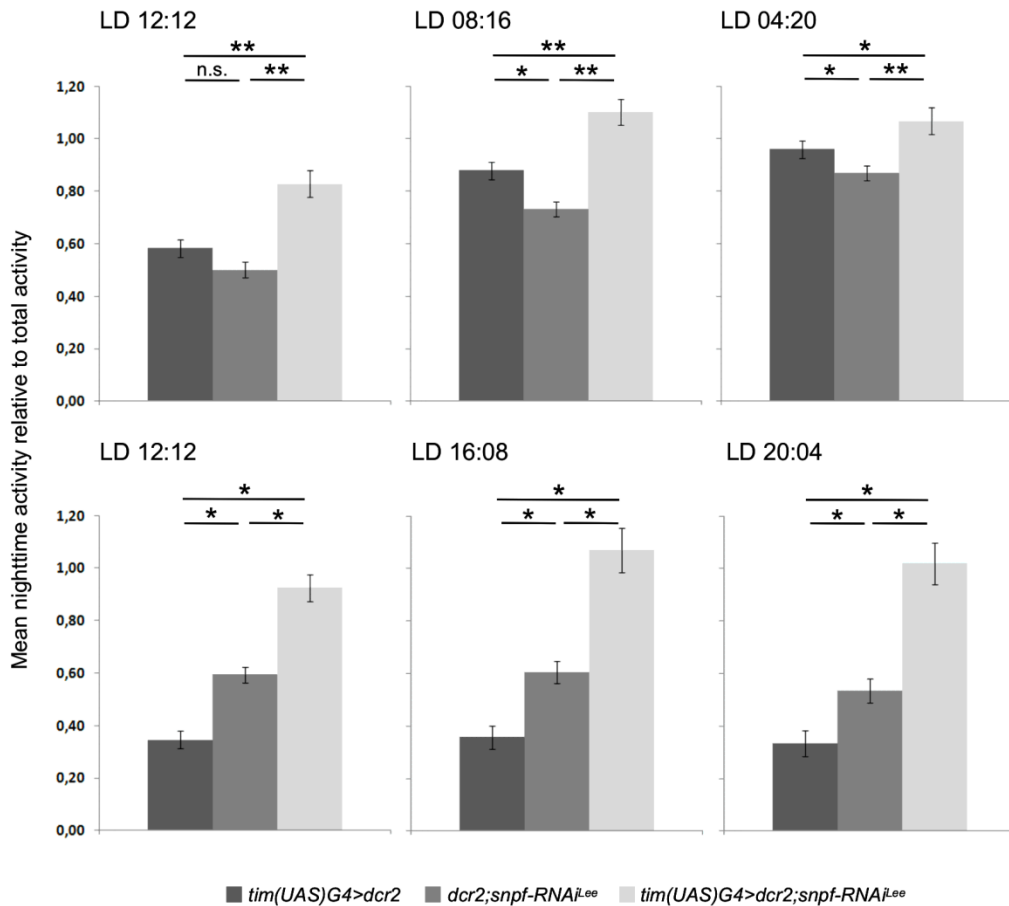 LD 12:12 LD 08:16 LD 04:20
** ** *
n.s. ** * ** * **
1,20
1,00
0,80
0,60
0,40
0,20
0,00
Mean nighttime activity relative to total activity
LD 12:12 LD 16:08 LD 20:04
* * *
* * * * * *
1,20
1,00
0,80
0,60
0,40
0,20
0,00
tim(UAS)G4>dcr2 dcr2;snpf-RNAiLee tim(UAS)G4>dcr2;snpf-RNAiLee